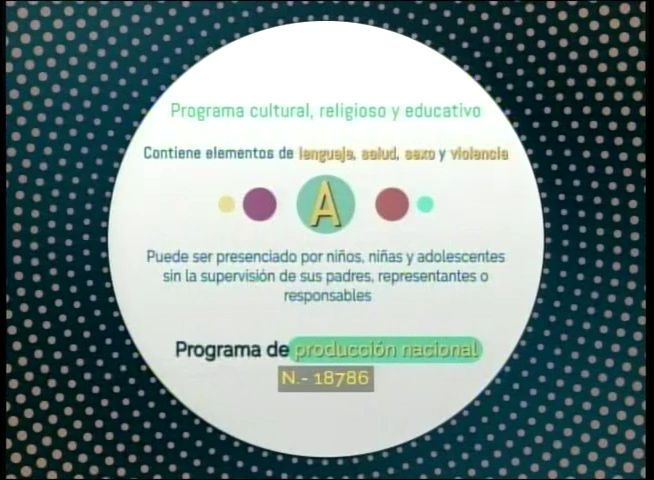 Programa cultural, religioso y educativo
Contiene elementos de lenguaje, salud, sexo y violencia
A
Puede ser presenciado por niños, niñas y adolescentes
sin la supervisión de sus padres, representantes o
responsables
Programa de producción nacional
N.- 18786